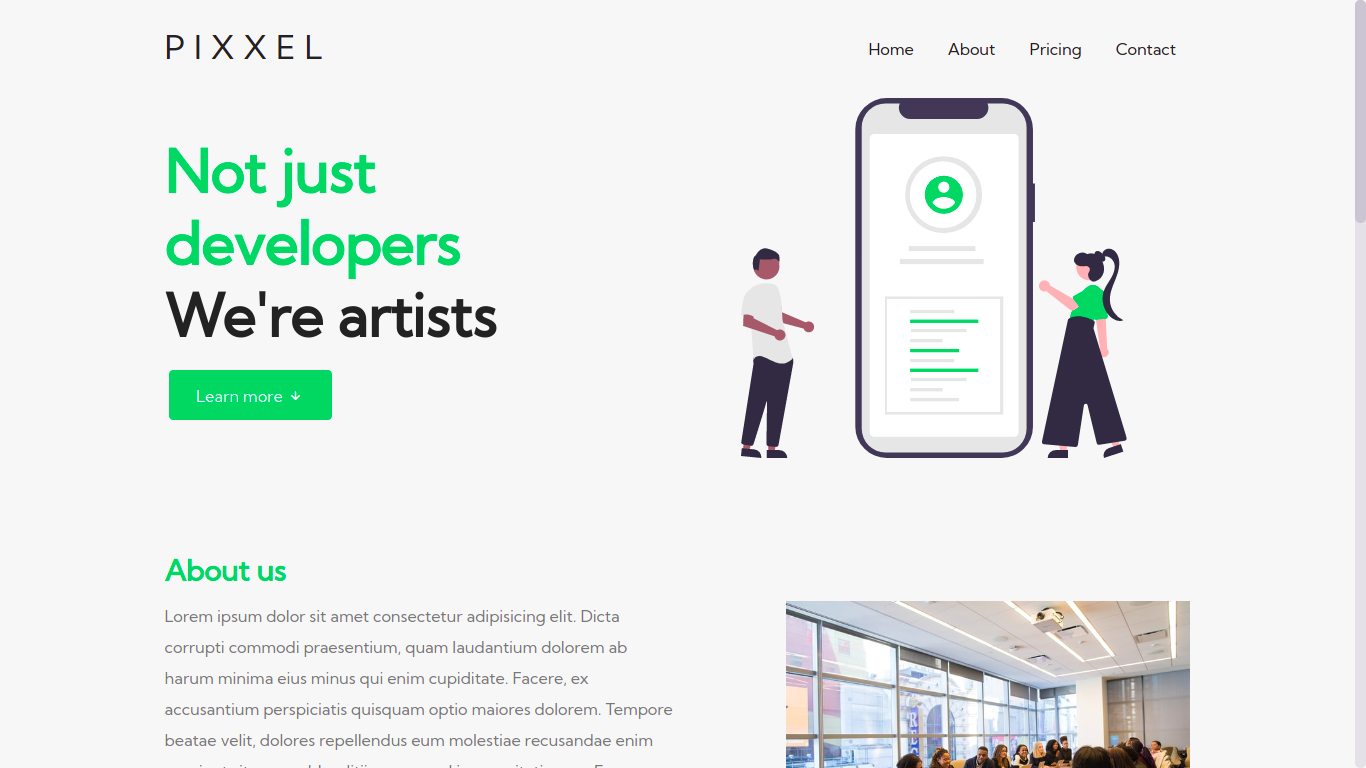 PIXXEL
Home About Pricing Contact
Not just
developers
We're artists
Learn more ↓
About us
Lorem ipsum dolor sit amet consectetur adipisicing elit. Dicta
corrupti commodi praesentium, quam laudantium dolorem ab
harum minima eius minus qui enim cupiditate. Facere, ex
accusantium perspiciatis quisquam optio maiores dolorem. Tempore
beatae velit, dolores repellendus eum molestiae recusandae enim